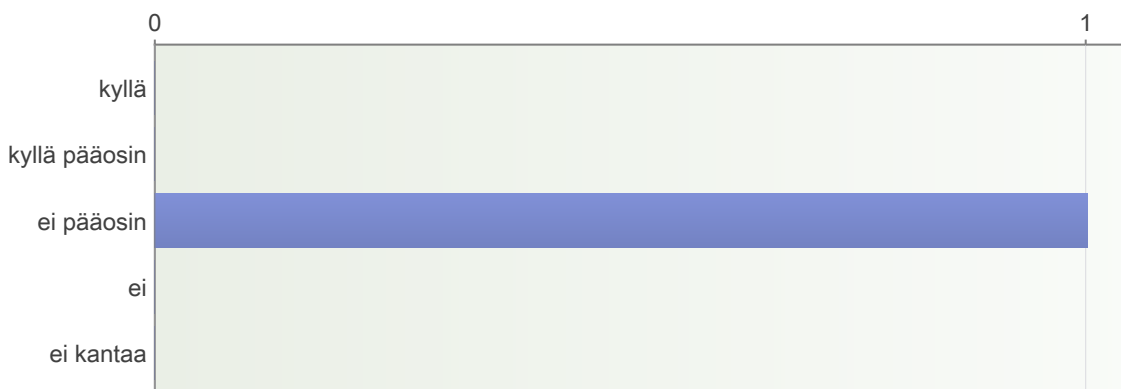 0 1
kyllä
kyllä pääosin
ei pääosin
ei
ei kantaa